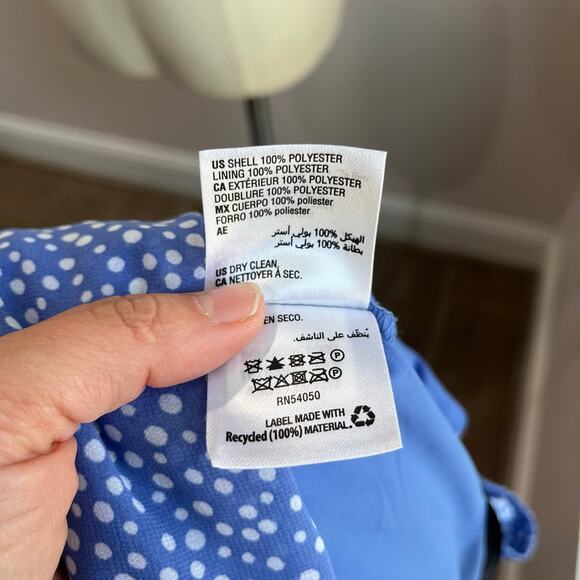 US SHELL 100% POLYESTER
LINING 100% POLYESTER
CA EXTÉRIEUR 100% POLYESTER
DOUBLURE 100% POLYESTER
MX CUERPO 100% poliester
FORRO 100% poliester
AE
الهيكل 100% بولي أستر
بطانة 100% بولي أستر
US DRY CLEAN.
CA NETTOYER À SEC.
EN SECO.
يُنظّف على الناشف.
RN54050
LABEL MADE WITH
Recycled (100%) MATERIAL.